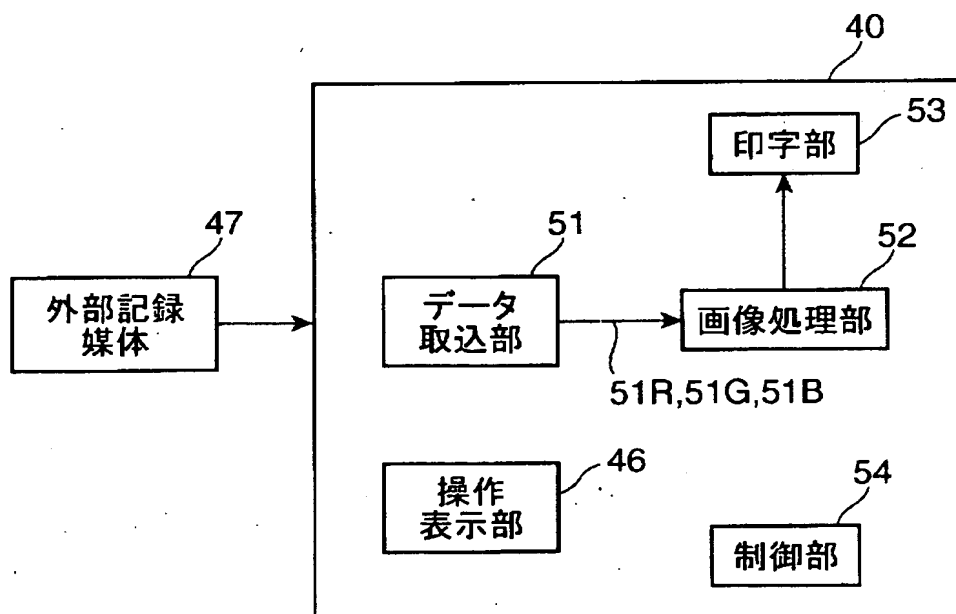 40
53
印字部
47
51
52
外部記録
媒体
データ
取込部
画像処理部
51R,51G,51B
46
操作
表示部
54
制御部